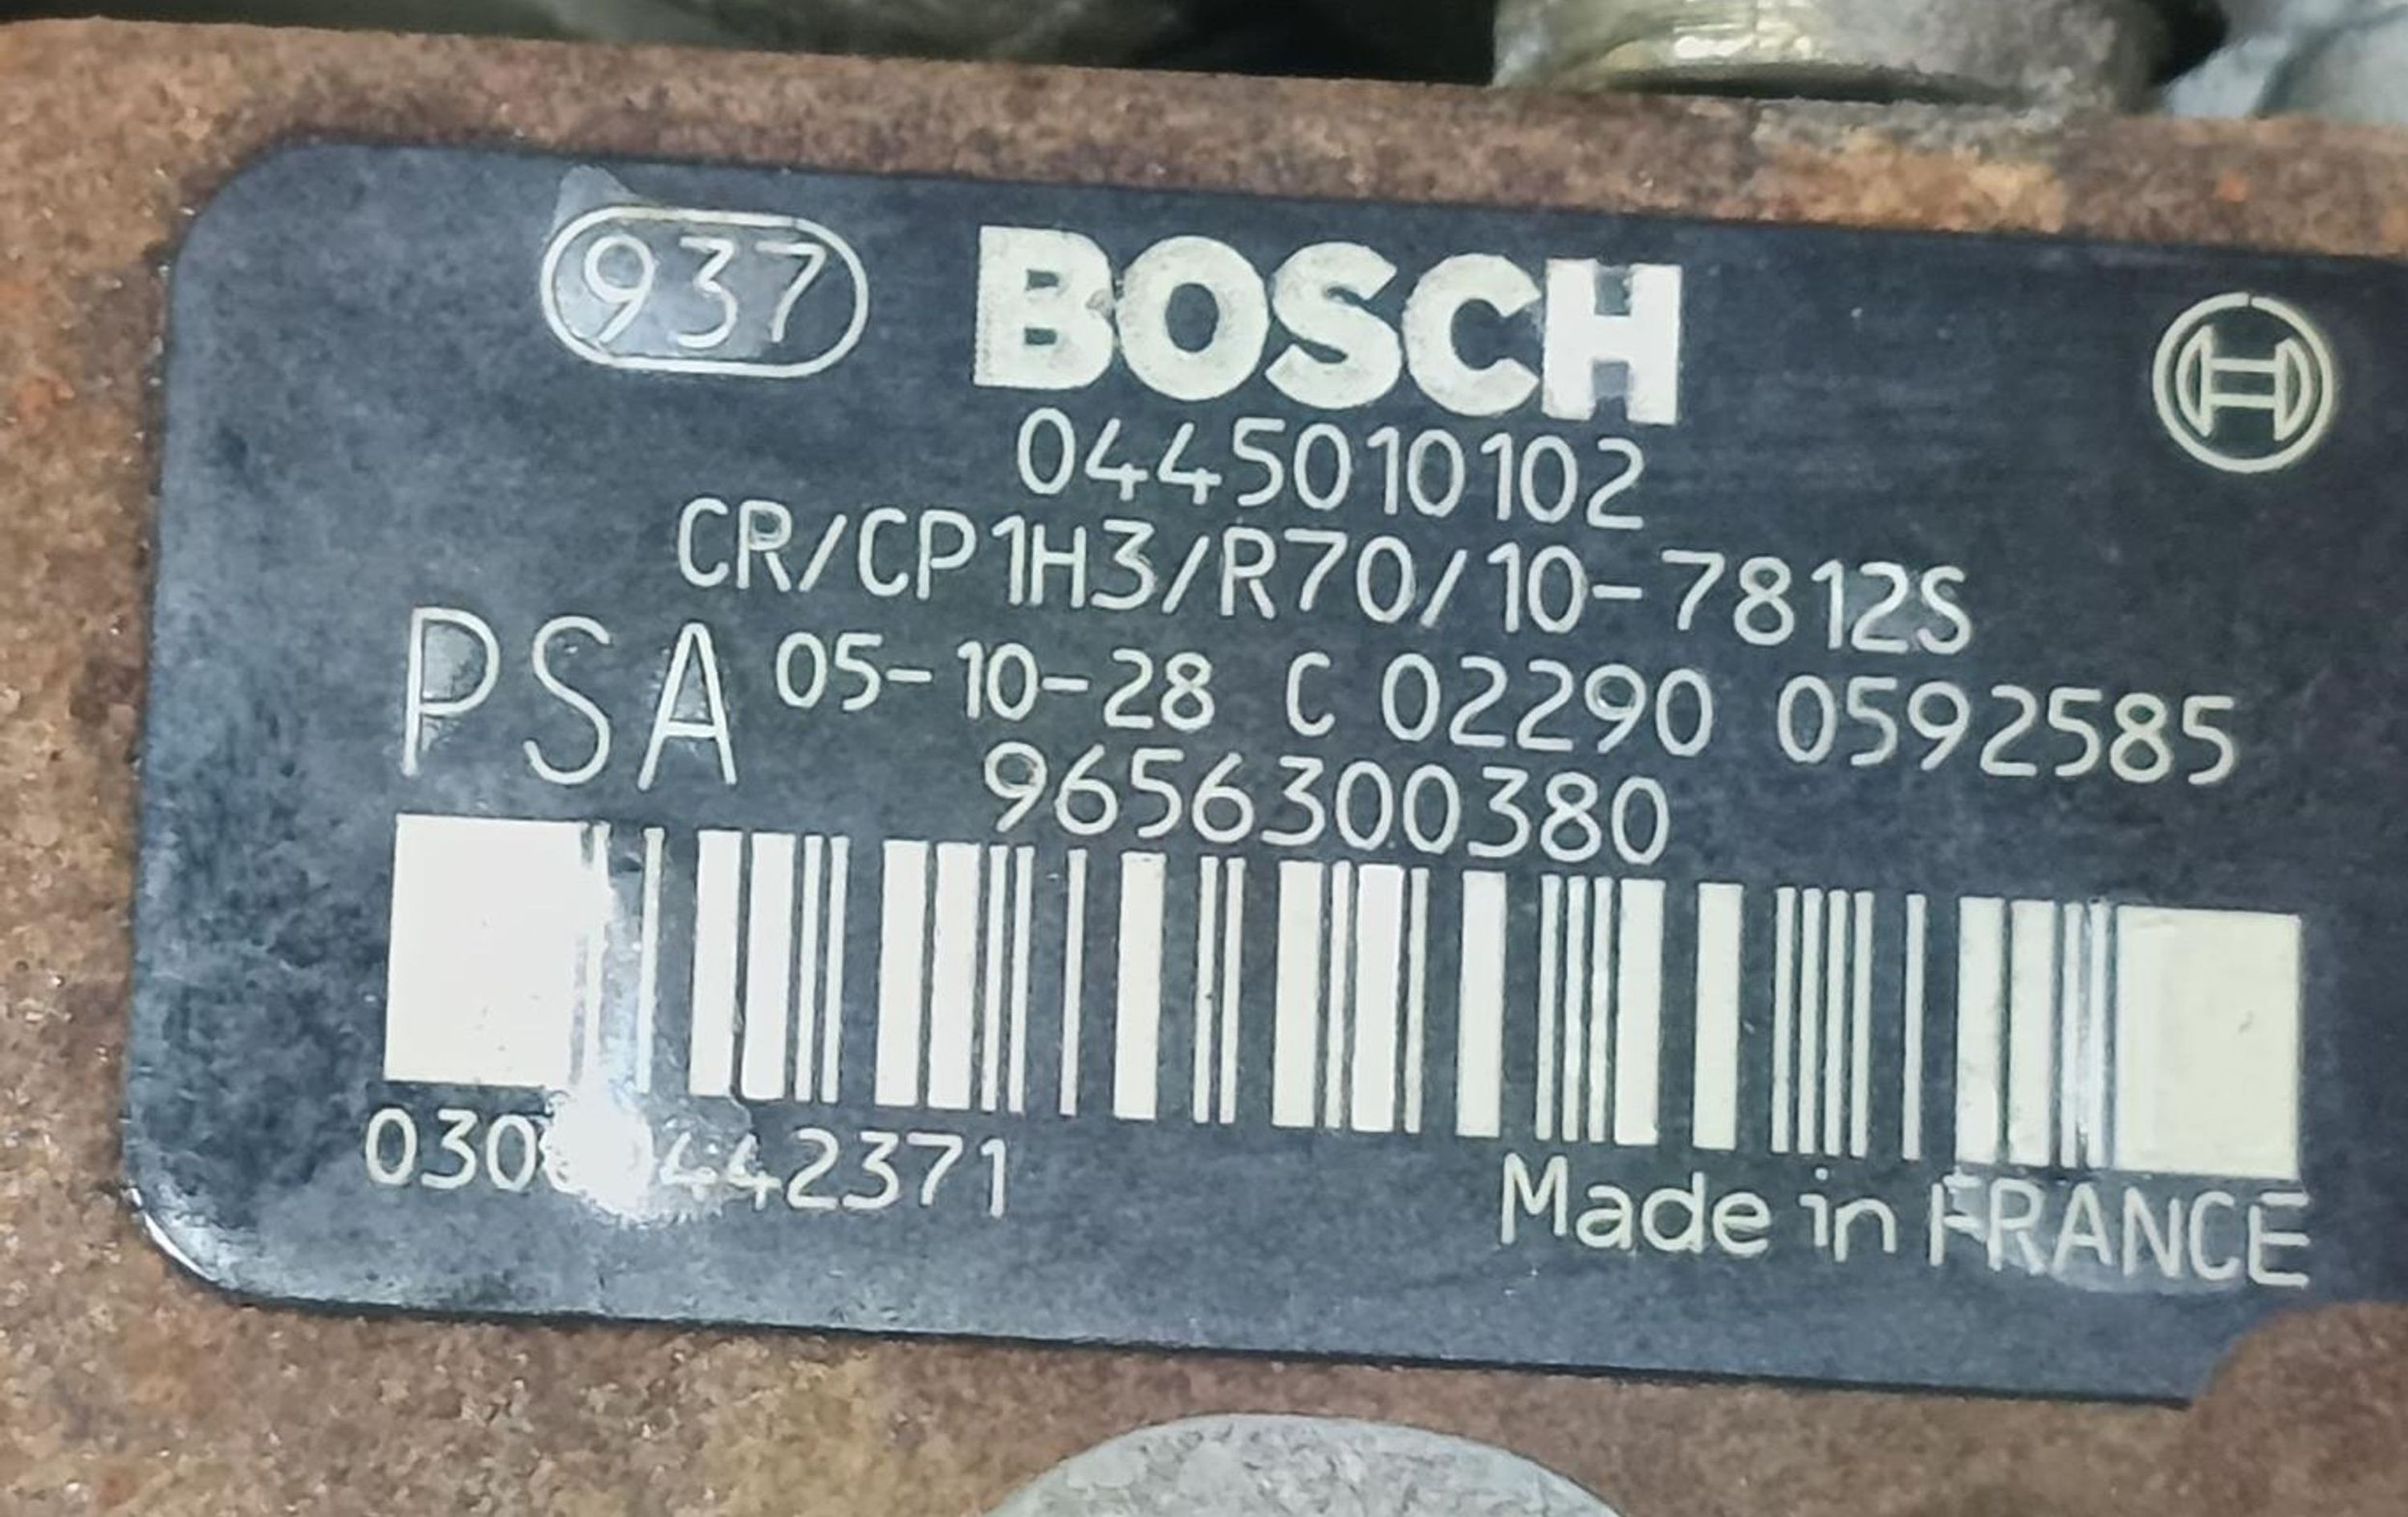 937 BOSCH
0445010102
CR/CP1H3/R70/10-7812S
PSA 05-10-28 C 02290 0592585
9656300380
Made in FRANCE